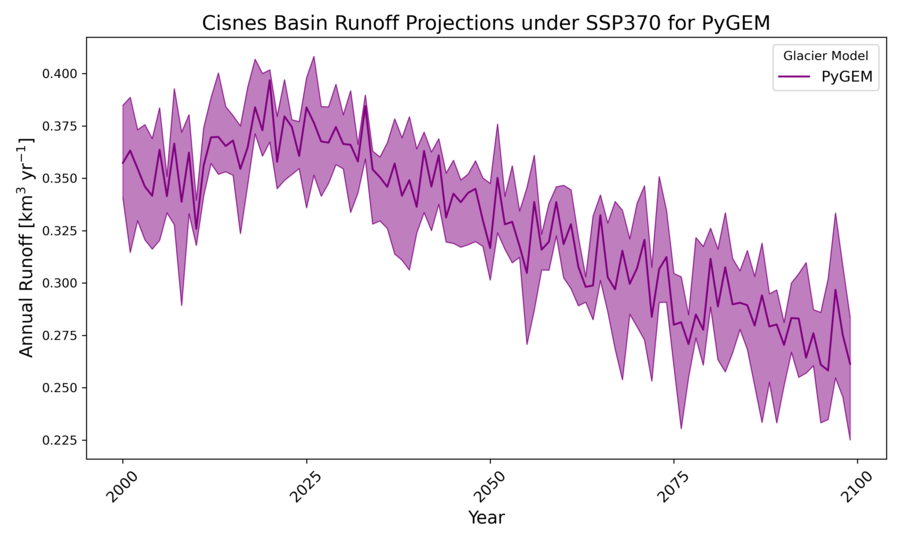 Cisnes Basin Runoff Projections under SSP370 for PyGEM
Glacier Model
PyGEM
0.400
0.375
0.350
0.325
0.300
0.275
0.250
0.225
Annual Runoff [km³ yr⁻¹]
2000
2025
2050
2075
2100
Year